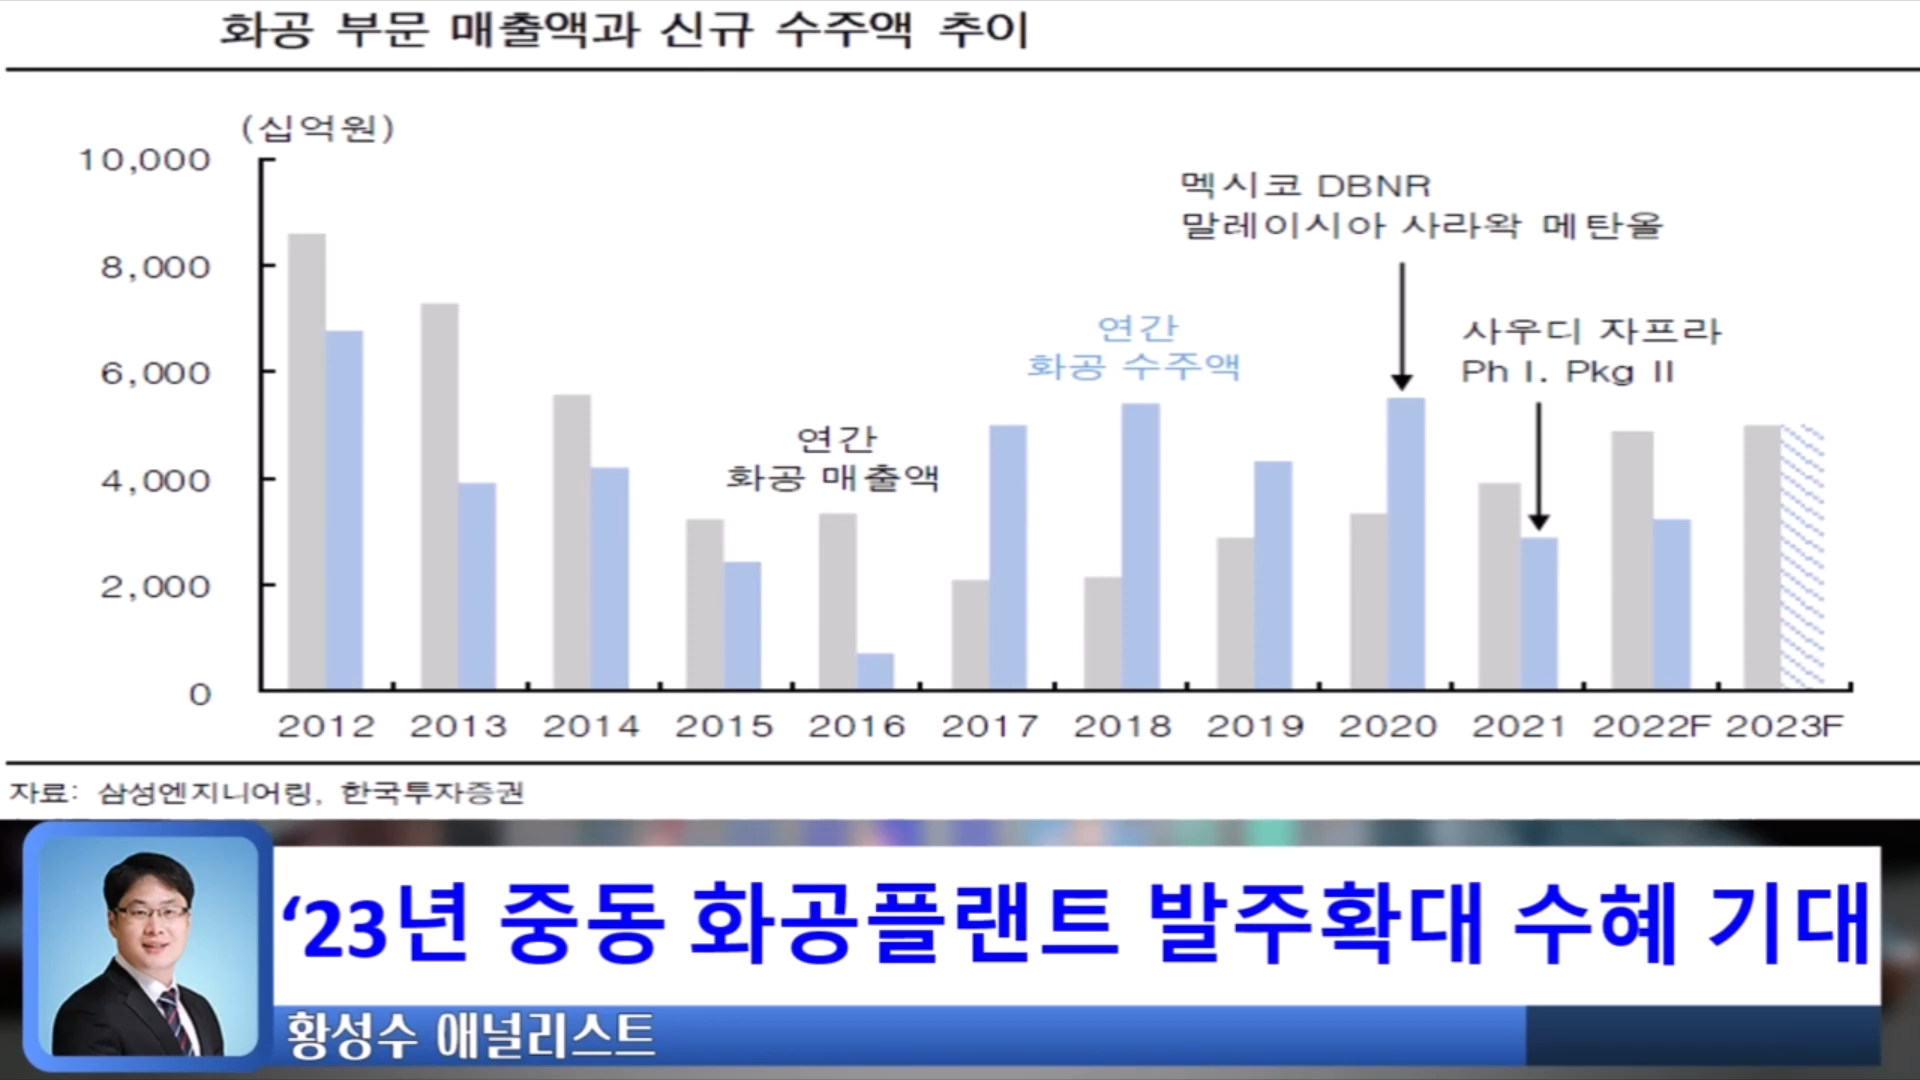 화공 부문 매출액과 신규 수주액 추이
(십억원)
10,000
8,000
6,000
4,000
2,000
0
멕시코 DBNR
말레이시아 사라왁 메탄올
사우디 자프라
Ph I. Pkg II
연간
화공 수주액
연간
화공 매출액
2012 2013 2014 2015 2016 2017 2018 2019 2020 2021 2022F 2023F
자료: 삼성엔지니어링, 한국투자증권
‘23년 중동 화공플랜트 발주확대 수혜 기대
황성수 애널리스트